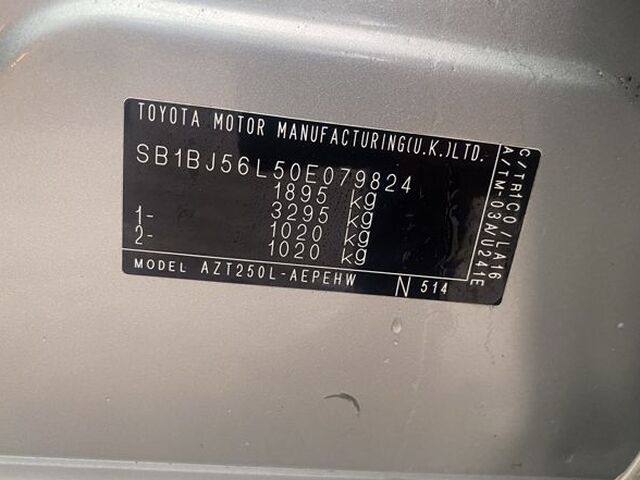 TOYOTA MOTOR MANUFACTURING(U.K.)LTD.
SB1BJ56L50E079824
1895 kg
3295 kg
1- 1020 kg
2- 1020 kg
MODEL AZT250L-AEPEHW N 514
C/TR1C0/LA16
A/TM-03A/U241E